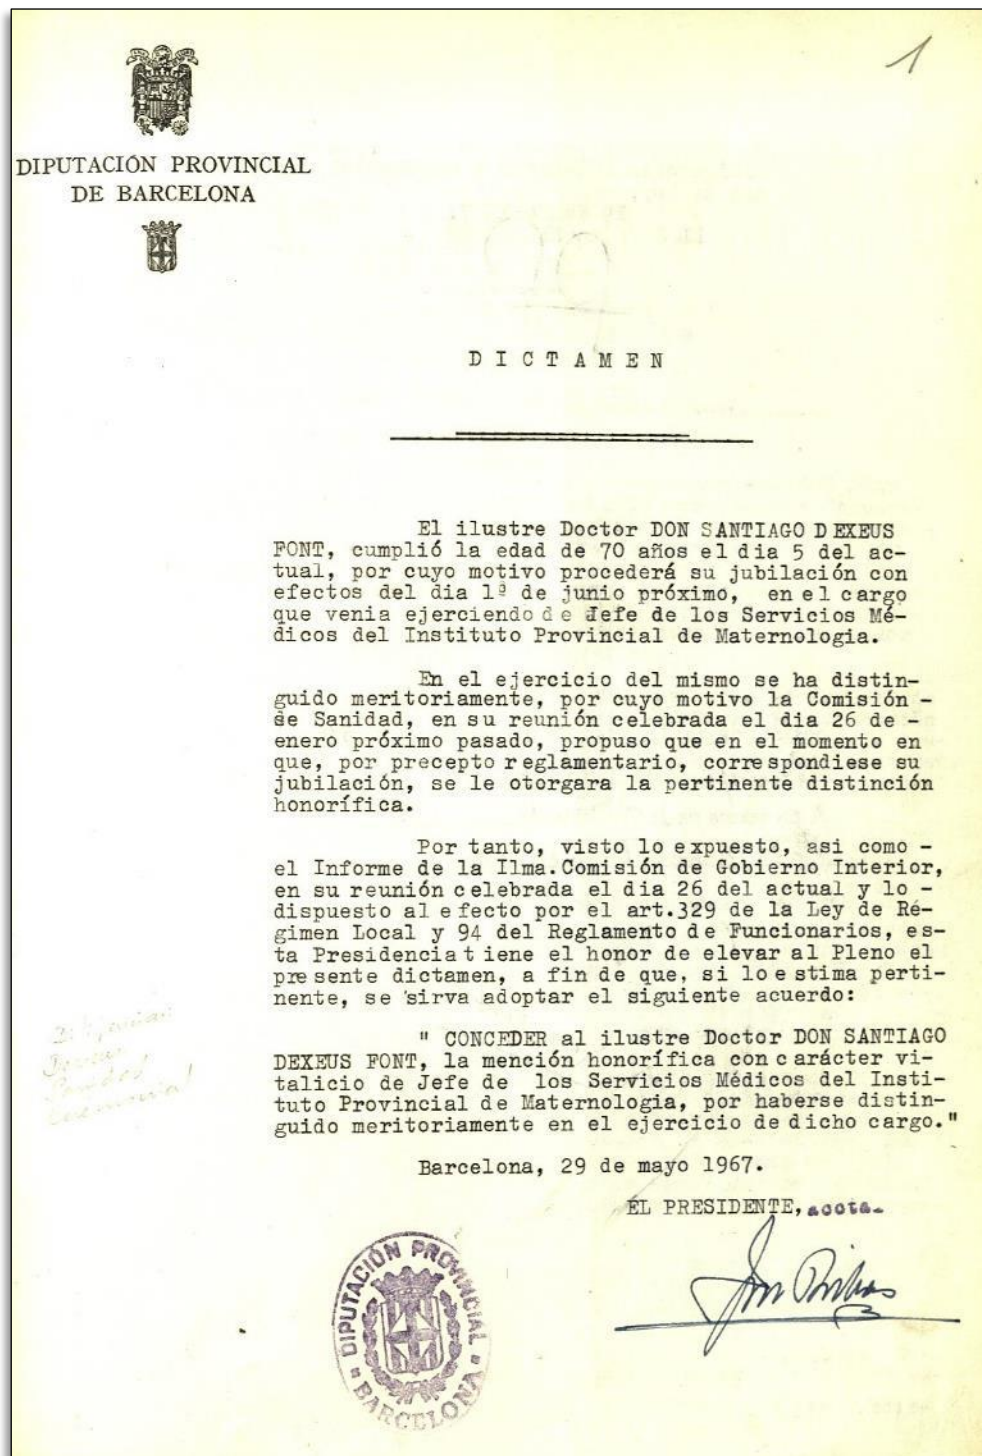 1
DIPUTACIÓN PROVINCIAL
DE BARCELONA
DICTAMEN
El ilustre Doctor DON SANTIAGO DEXEUS
FONT, cumplió la edad de 70 años el dia 5 del ac-
tual, por cuyo motivo procederá su jubilación con
efectos del dia 1º de junio próximo, en el cargo
que venia ejerciendo de Jefe de los Servicios Mé-
dicos del Instituto Provincial de Maternologia.
En el ejercicio del mismo se ha distin-
guido meritoriamente, por cuyo motivo la Comisión -
de Sanidad, en su reunión celebrada el dia 26 de -
enero próximo pasado, propuso que en el momento en
que, por precepto reglamentario, correspondiese su
jubilación, se le otorgara la pertinente distinción
honorífica.
Por tanto, visto lo expuesto, asi como -
el Informe de la Ilma.Comisión de Gobierno Interior,
en su reunión celebrada el dia 26 del actual y lo -
dispuesto al efecto por el art.329 de la Ley de Ré-
gimen Local y 94 del Reglamento de Funcionarios, es-
ta Presidencia tiene el honor de elevar al Pleno el
presente dictamen, a fin de que, si lo estima perti-
nente, se sirva adoptar el siguiente acuerdo:
" CONCEDER al ilustre Doctor DON SANTIAGO
DEXEUS FONT, la mención honorífica con carácter vi-
talicio de Jefe de los Servicios Médicos del Insti-
tuto Provincial de Maternologia, por haberse distin-
guido meritoriamente en el ejercicio de dicho cargo."
Barcelona, 29 de mayo 1967.
EL PRESIDENTE, acctal.
DIPUTACIÓN PROVINCIAL
BARCELONA